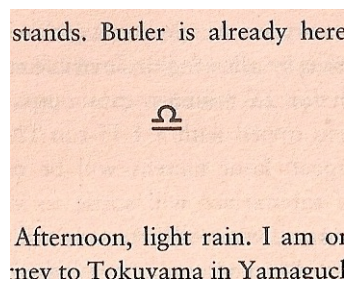 stands. Butler is already here
♎
Afternoon, light rain. I am
to Tokuyama in